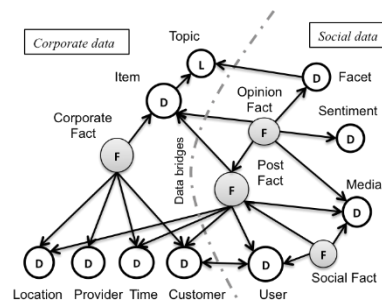 Corporate data
Topic
Social data
L
Item
D
Facet
D
Opinion
Fact
F
Sentiment
D
Corporate
Fact
F
Data bridges
Post
Fact
F
Media
D
D
D
D
D
D
F
Location
Provider
Time
Customer
User
Social Fact